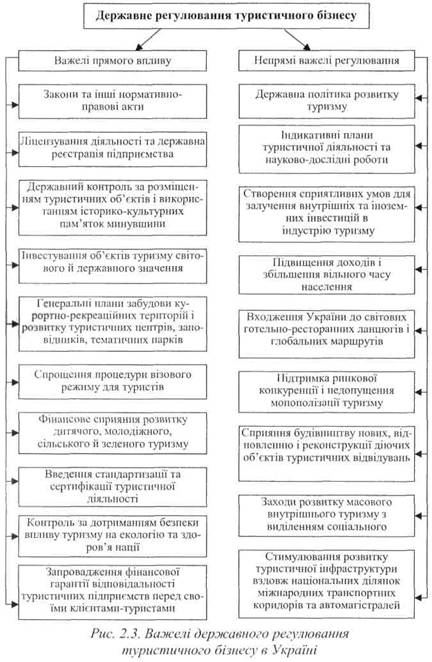 Державне регулювання туристичного бізнесу
Важелі прямого впливу
Закони та інші нормативно-
правові акти
Ліцензування діяльності та державна
реєстрація підприємства
Державний контроль за розміщен-
ням туристичних об'єктів і викорис-
танням історико-культурних
пам'яток минувшини
Інвестування об'єктів туризму світо-
вого й державного значення
Генеральні плани забудови ку-
рортно-рекреаційних територій і
розвитку туристичних центрів, запо-
відників, тематичних парків
Спрощення процедури візового
режиму для туристів
Фінансове сприяння розвитку
дитячого, молодіжного,
сільського й зеленого туризму
Введення стандартизації та
сертифікації туристичної
діяльності
Контроль за дотриманням безпеки
впливу туризму на екологію та здо-
ров'я нації
Запровадження фінансової
гарантії відповідальності
туристичних підприємств перед сво-
їми клієнтами-туристами
Непрямі важелі регулювання
Державна політика розвитку
туризму
Індикативні плани
туристичної діяльності та
науково-дослідні роботи
Створення сприятливих умов для
залучення внутрішніх та інозем-
них інвестицій в
індустрію туризму
Підвищення доходів і
збільшення вільного часу
населення
Входження України до світових
готельно-ресторанних ланцюгів і
глобальних маршрутів
Підтримка ринкової
конкуренції і недопущення
монополізації туризму
Сприяння будівництву нових, від-
новленню і реконструкції діючих
об'єктів туристичних відвідувань
Заходи розвитку масового
внутрішнього туризму з
виділенням соціального
Стимулювання розвитку
туристичної інфраструктури
вздовж національних ділянок
міжнародних транспортних
коридорів та автомагістралей
Рис. 2.3. Важелі державного регулювання
туристичного бізнесу в Україні